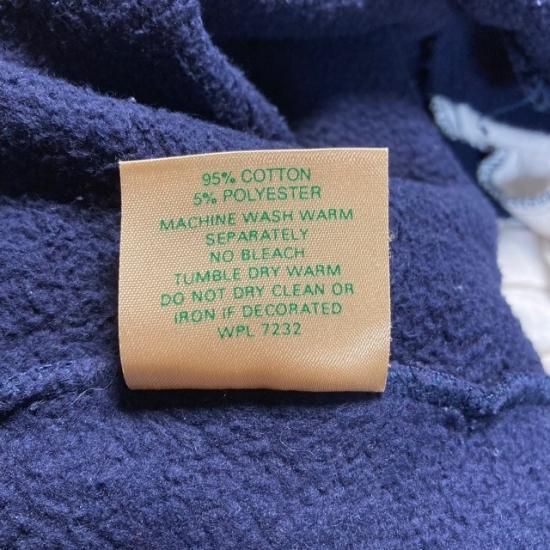 95% COTTON
5% POLYESTER
MACHINE WASH WARM
SEPARATELY
NO BLEACH
TUMBLE DRY WARM
DO NOT DRY CLEAN OR
IRON IF DECORATED
WPL 7232